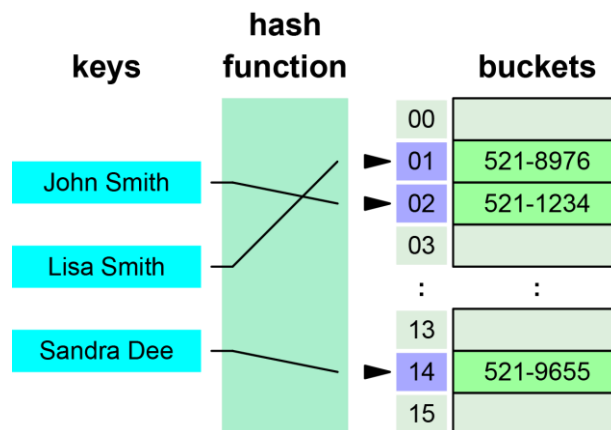 keys
hash
function
buckets
John Smith
Lisa Smith
Sandra Dee
00
01 521-8976
02 521-1234
03
: :
13
14 521-9655
15